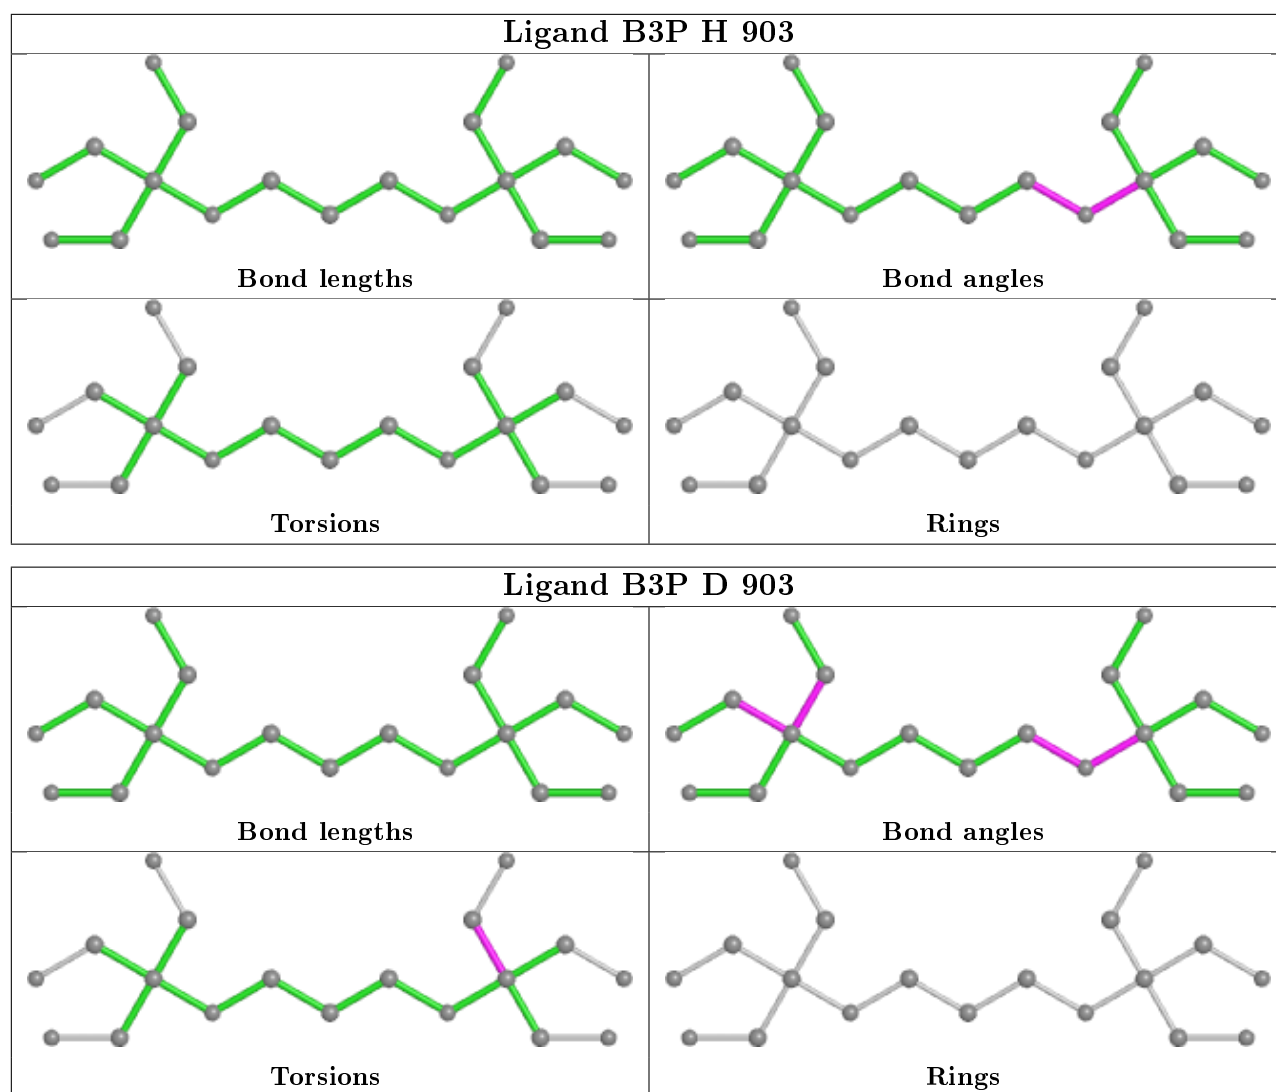 Ligand B3P H 903
Bond lengths
Bond angles
Torsions
Rings
Ligand B3P D 903
Bond lengths
Bond angles
Torsions
Rings